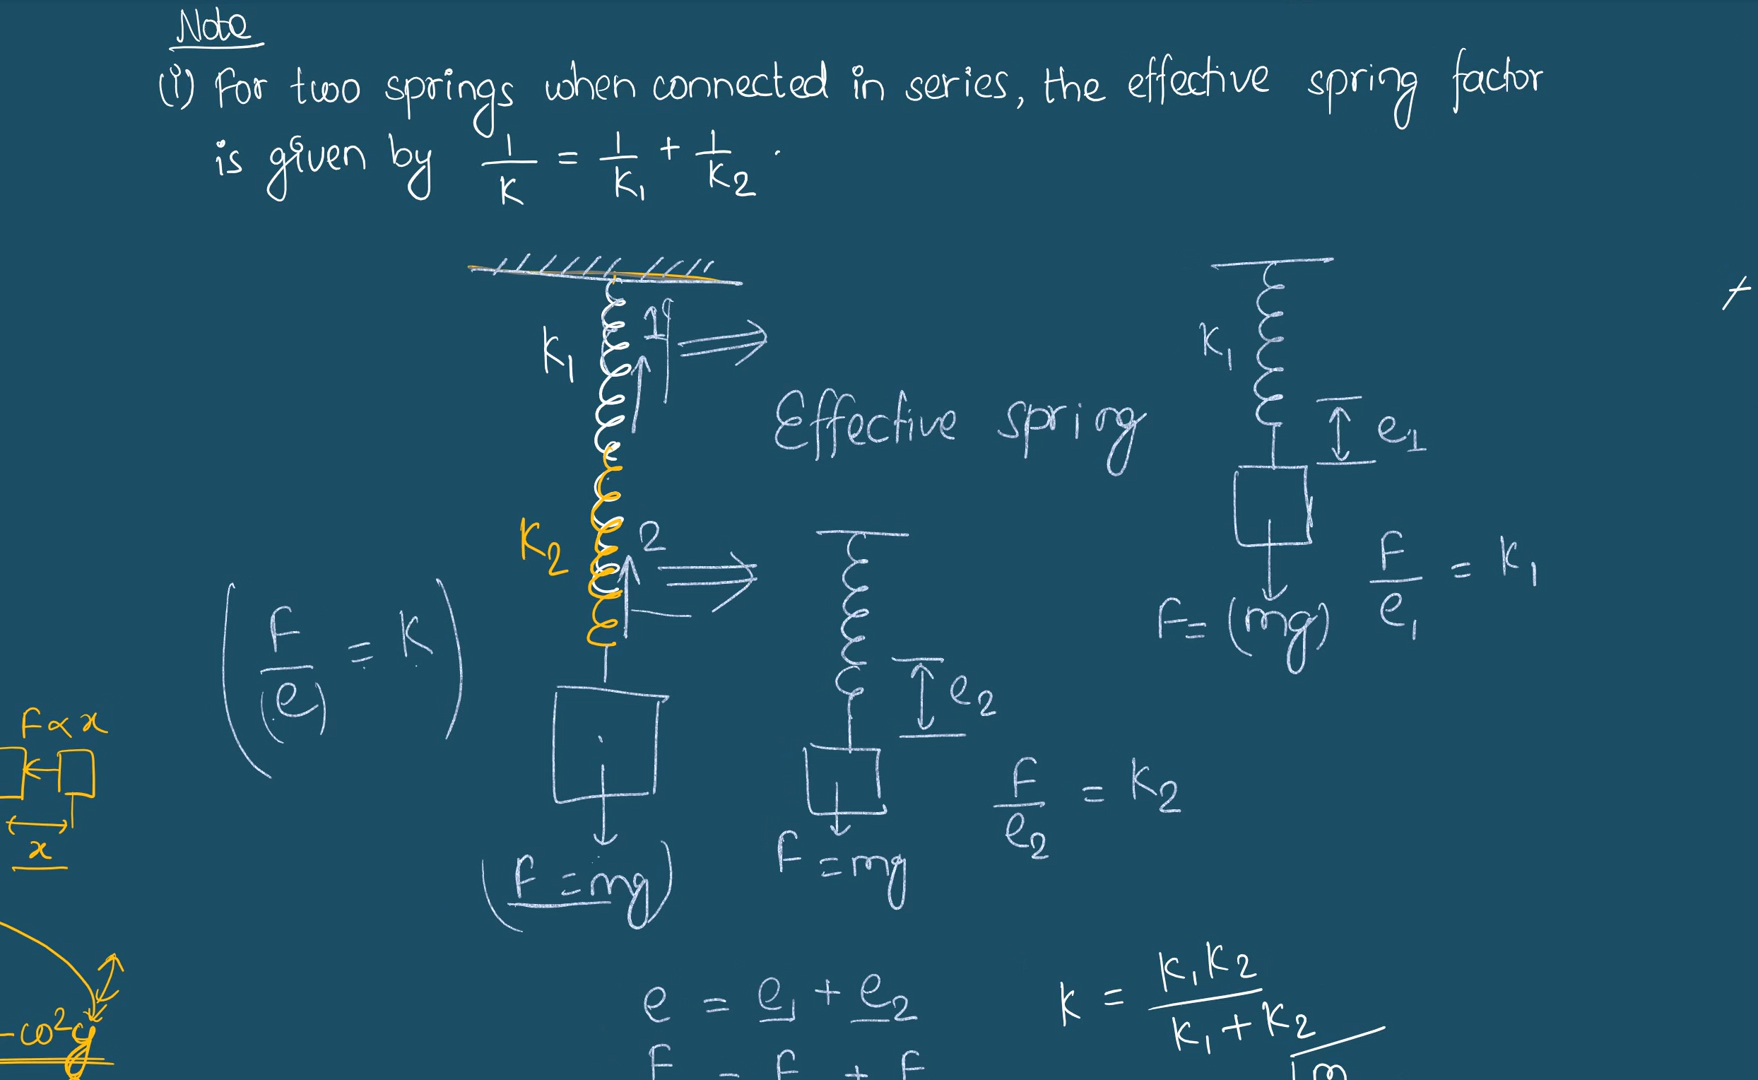 Note
(i) For two springs when connected in series, the effective spring factor
is given by 1/K = 1/K₁ + 1/K₂ .
K₁ 1
Effective spring
K₁
e₁
K₂ 2
F/e₁ = K₁
F = (mg)
(F/(e) = K)
e₂
F ∝ x
x
F/e₂ = K₂
F = mg
(F = mg)
e = e₁ + e₂
K = K₁K₂/K₁ + K₂
-ω²y
F = F + F
m